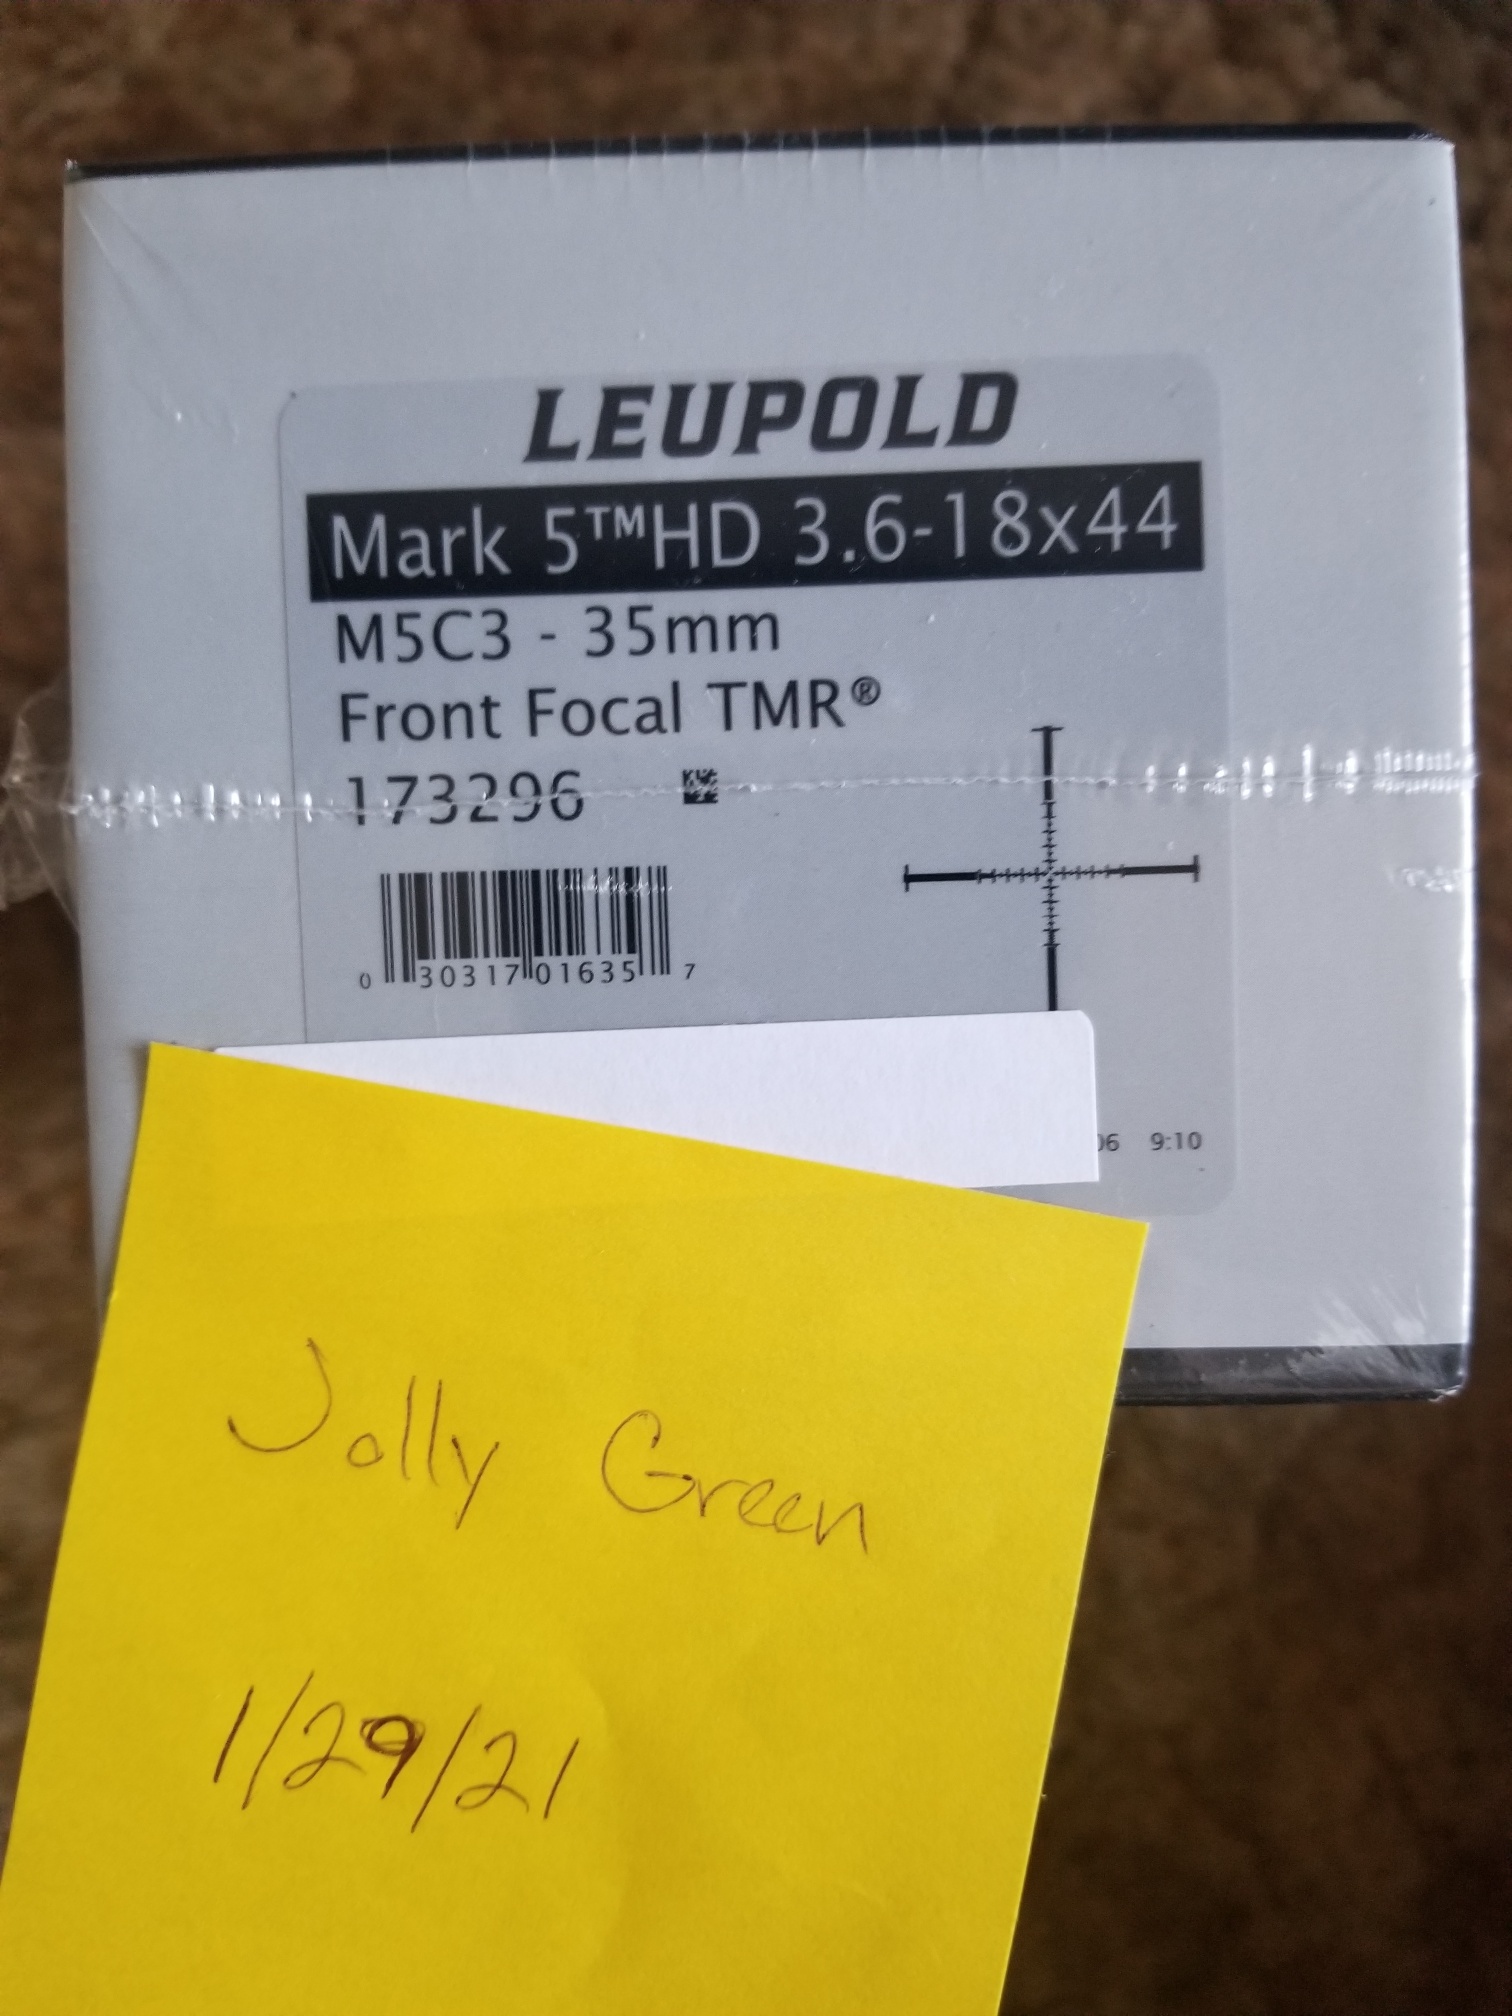 LEUPOLD
Mark 5™HD 3.6-18x44
M5C3 - 35mm
Front Focal TMR®
173296
0 30317 01635 7
06 9:10
Jolly Green
1/29/21